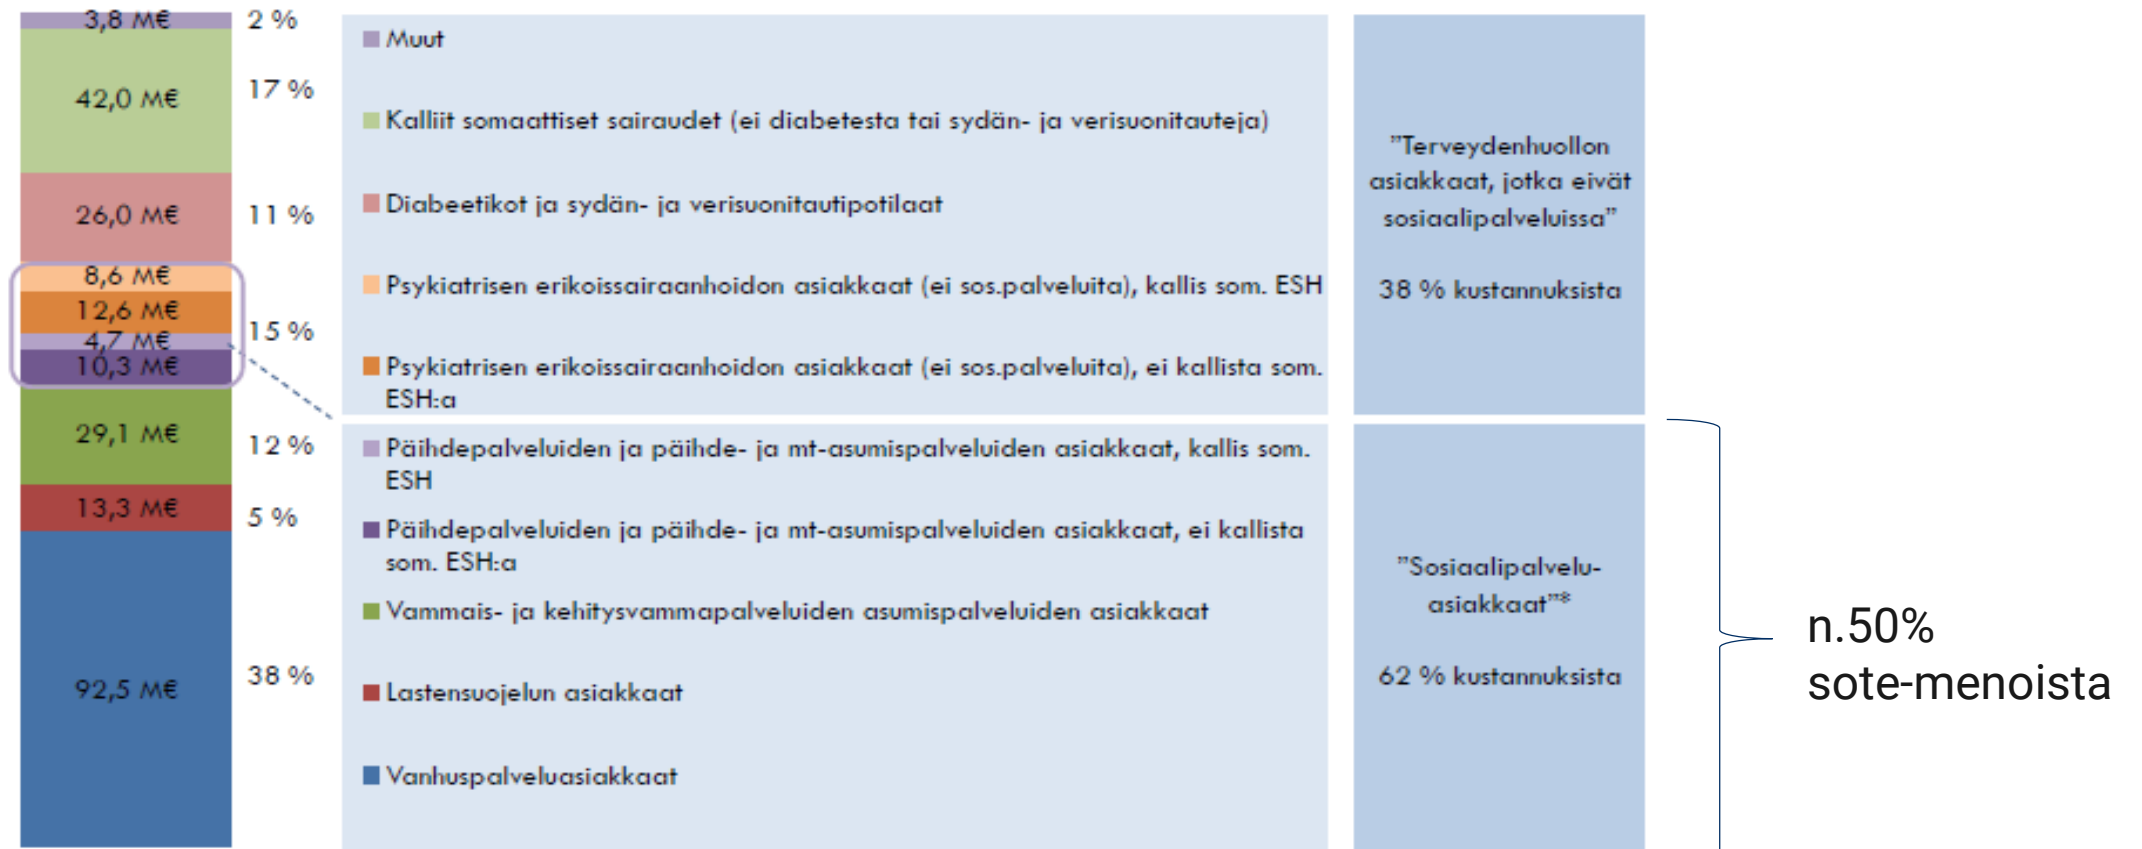 3,8 M€
2 %
42,0 M€
17 %
26,0 M€
11 %
8,6 M€
12,6 M€
4,7 M€
10,3 M€
15 %
29,1 M€
12 %
13,3 M€
5 %
92,5 M€
38 %
Muut
Kalliit somaattiset sairaudet (ei diabetesta tai sydän- ja verisuonitauteja)
Diabeetikot ja sydän- ja verisuonitautipotilaat
Psykiatrisen erikoissairaanhoidon asiakkaat (ei sos.palveluita), kallis som. ESH
Psykiatrisen erikoissairaanhoidon asiakkaat (ei sos.palveluita), ei kallista som.
ESH:a
Päihdepalveluiden ja päihde- ja mt-asumispalveluiden asiakkaat, kallis som.
ESH
Päihdepalveluiden ja päihde- ja mt-asumispalveluiden asiakkaat, ei kallista
som. ESH:a
Vammais- ja kehitysvammapalveluiden asumispalveluiden asiakkaat
Lastensuojelun asiakkaat
Vanhuspalveluasiakkaat
”Terveydenhuollon
asiakkaat, jotka eivät
sosiaalipalveluissa”
38 % kustannuksista
”Sosiaalipalvelu-
asiakkaat”*
62 % kustannuksista
n.50%
sote-menoista